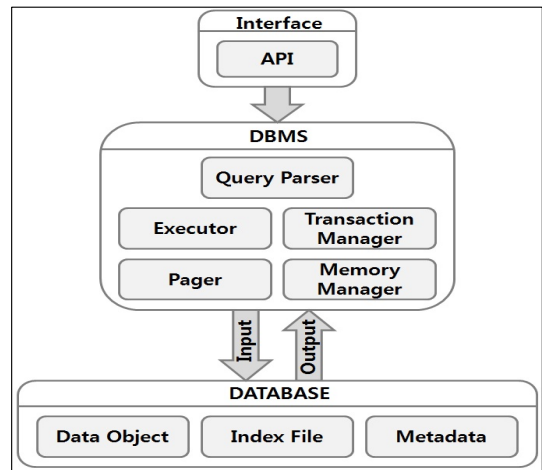 Interface
API
DBMS
Query Parser
Executor
Transaction
Manager
Pager
Memory
Manager
Input
Output
DATABASE
Data Object
Index File
Metadata